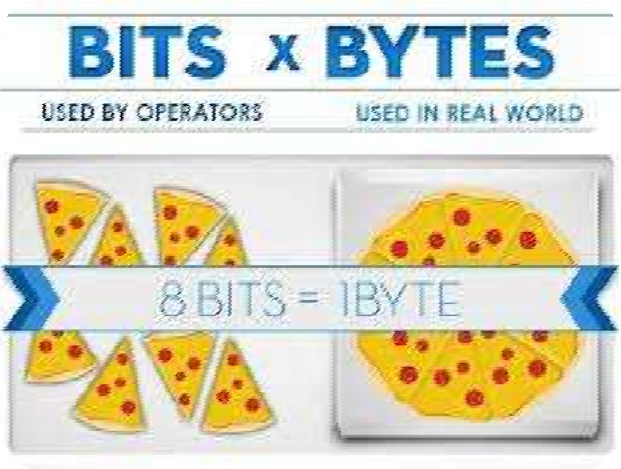 BITS x BYTES
USED BY OPERATORS USED IN REAL WORLD
8 BITS = 1BYTE